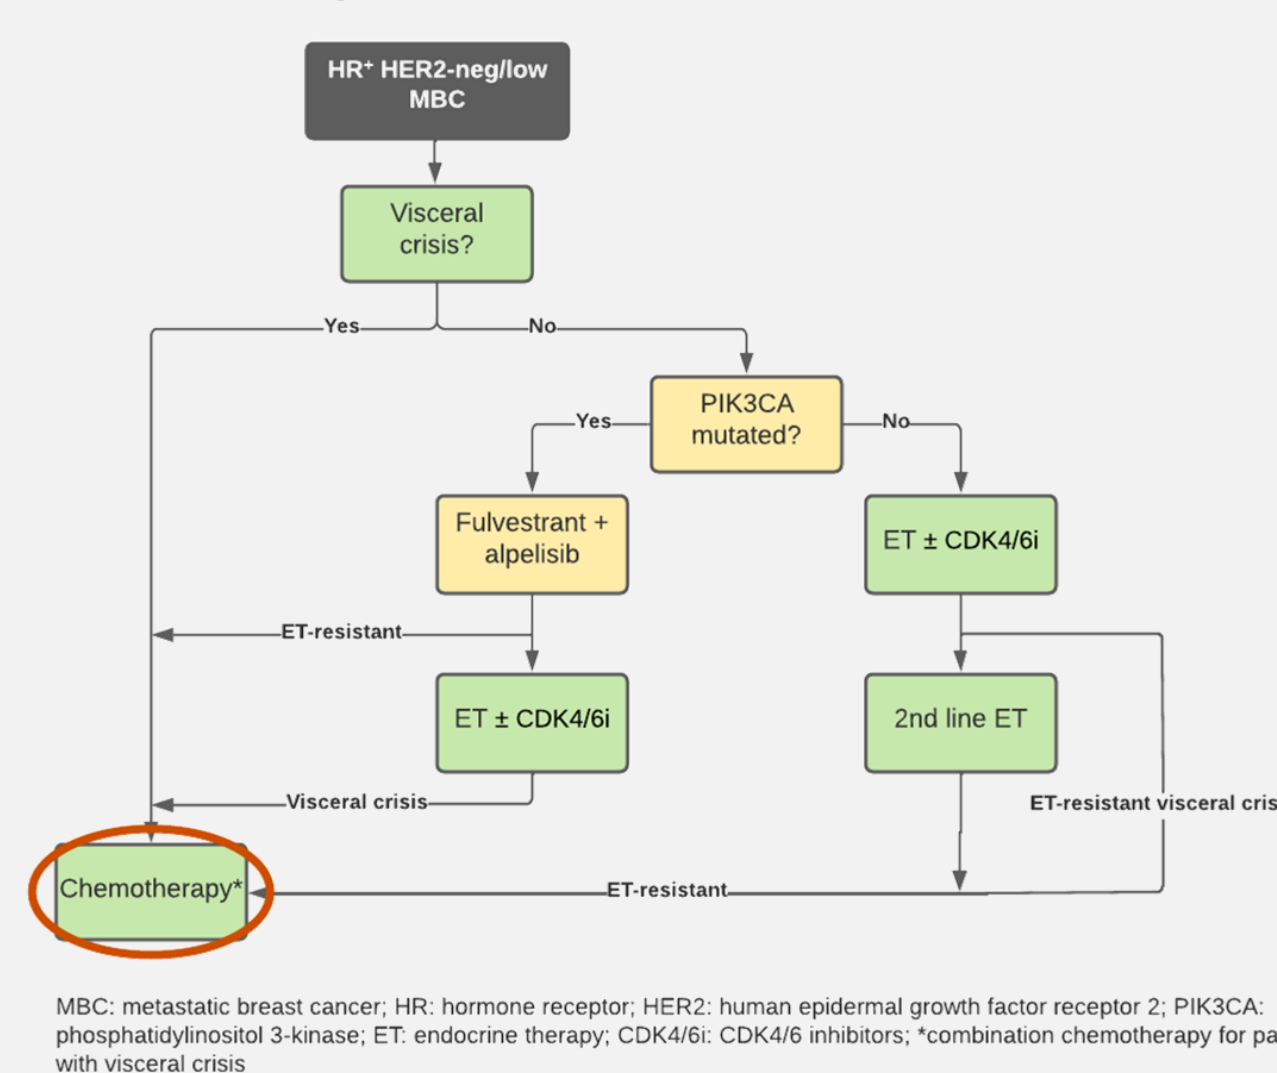 HR⁺ HER2-neg/low
MBC
Visceral
crisis?
Yes
No
PIK3CA
mutated?
Yes
No
Fulvestrant +
alpelisib
ET ± CDK4/6i
ET-resistant
ET ± CDK4/6i
2nd line ET
Visceral crisis
ET-resistant visceral
Chemotherapy*
ET-resistant
MBC: metastatic breast cancer; HR: hormone receptor; HER2: human epidermal growth factor receptor 2; PIK3CA:
phosphatidylinositol 3-kinase; ET: endocrine therapy; CDK4/6i: CDK4/6 inhibitors; *combination chemotherapy for
with visceral crisis